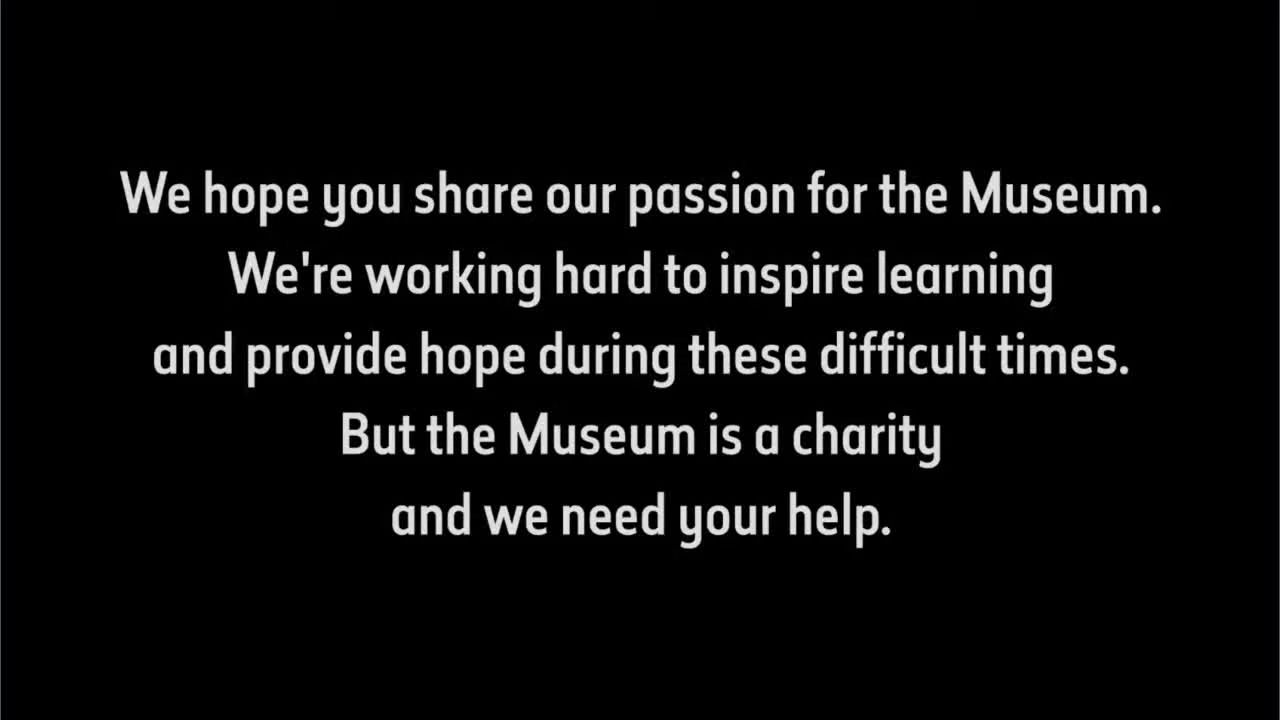 We hope you share our passion for the Museum.
We're working hard to inspire learning
and provide hope during these difficult times.
But the Museum is a charity
and we need your help.